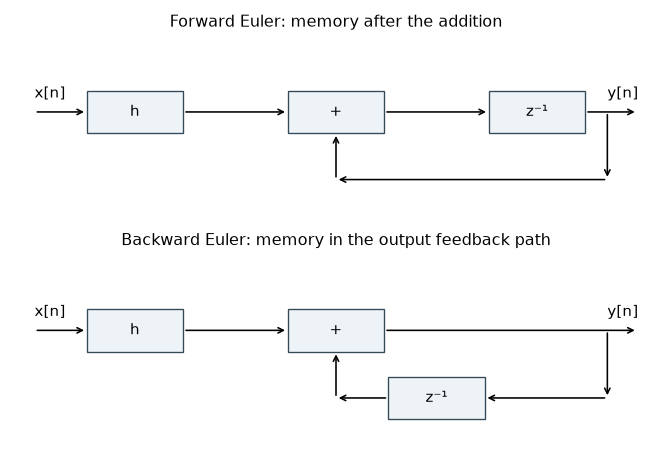 Forward Euler: memory after the addition
x[n]
y[n]
h
+
z⁻¹
Backward Euler: memory in the output feedback path
x[n]
y[n]
h
+
z⁻¹